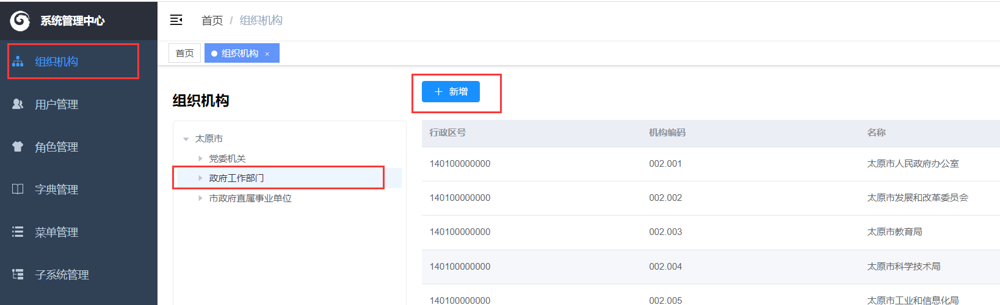 系统管理中心
首页 / 组织机构
首页
组织机构 ×
组织机构
用户管理
角色管理
字典管理
菜单管理
子系统管理
组织机构
太原市
党委机关
政府工作部门
市政府直属事业单位
+ 新增
行政区号 机构编码 名称
140100000000 002.001 太原市人民政府办公室
140100000000 002.002 太原市发展和改革委员会
140100000000 002.003 太原市教育局
140100000000 002.004 太原市科学技术局
140100000000 002.005 太原市工业和信息化局